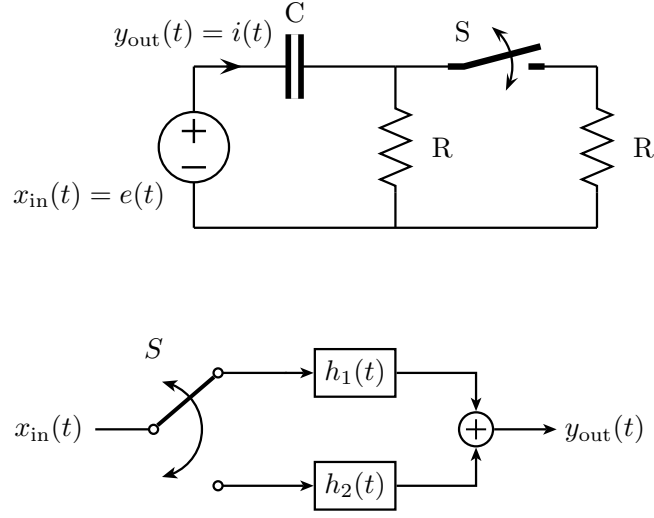 C
y_out(t) = i(t)
S
+
−
R
R
x_in(t) = e(t)
S
h_1(t)
x_in(t)
+
y_out(t)
h_2(t)